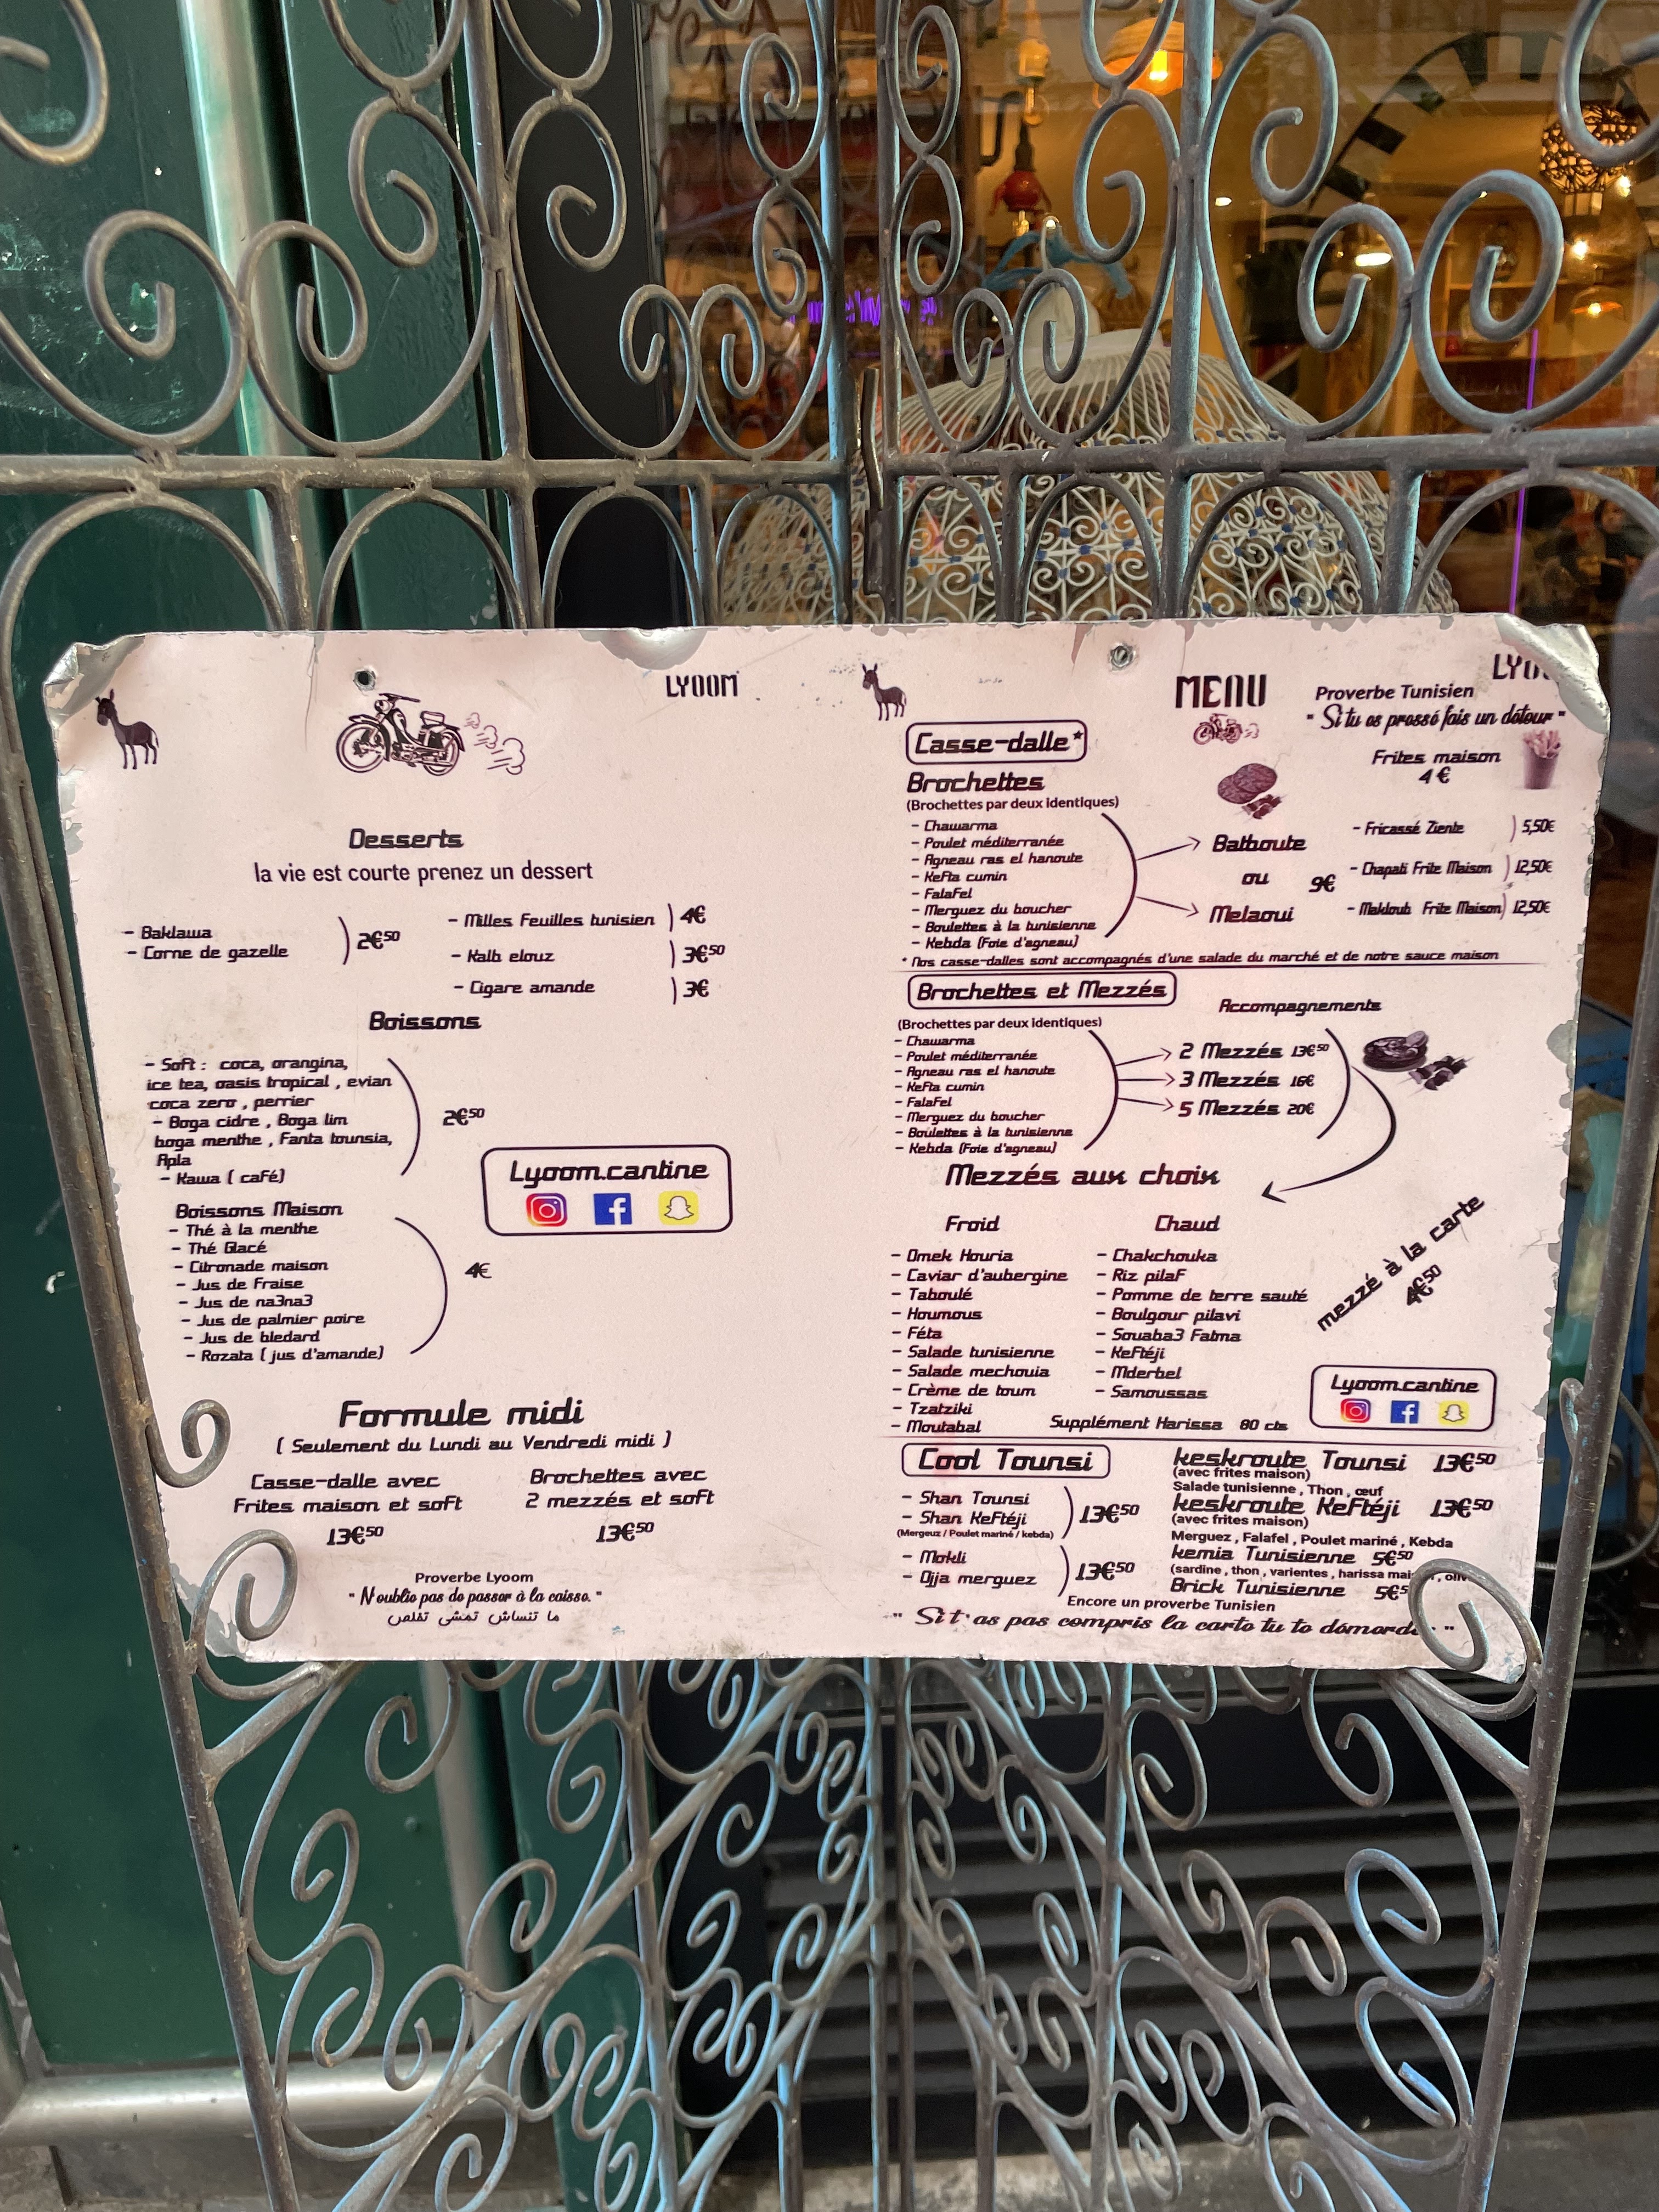 LYOOM
Desserts
la vie est courte prenez un dessert
- Baklawa
- Corne de gazelle
2€50
- Milles Feuilles tunisien 4€
- Kalb elouz 3€50
- Cigare amande 3€
Boissons
- Soft : coca, orangina,
ice tea, oasis tropical , evian
coca zero , perrier
- Boga cidre , Boga lim
boga menthe , Fanta tounsia,
Apla
- Kawa ( café)
2€50
Boissons Maison
- Thé à la menthe
- Thé Glacé
- Citronade maison
- Jus de Fraise
- Jus de na3na3
- Jus de palmier poire
- Jus de bledard
- Rozata ( jus d'amande)
4€
Lyoom.cantine
Formule midi
( Seulement du Lundi au Vendredi midi )
Casse-dalle avec
Frites maison et soft
13€50
Brochettes avec
2 mezzés et soft
13€50
Proverbe Lyoom
" N'oublie pas de passer à la caisse. "
ما تنساش تمشي تفلص
MENU
Proverbe Tunisien
" Si tu es pressé fais un détour "
Casse-dalle*
Brochettes
(Brochettes par deux identiques)
- Chawarma
- Poulet méditerranée
- Agneau ras el hanoute
- Kefta cumin
- Falafel
- Merguez du boucher
- Boulettes à la tunisienne
- Kebda (Foie d'agneau)
Batboute
ou
Melaoui
9€
Frites maison
4€
- Fricassé Ziente 5,50€
- Chapati Frite Maison 12,50€
- Makloub Frite Maison 12,50€
* Nos casse-dalles sont accompagnés d'une salade du marché et de notre sauce maison
Brochettes et Mezzés
Accompagnements
(Brochettes par deux identiques)
- Chawarma
- Poulet méditerranée
- Agneau ras el hanoute
- Kefta cumin
- Falafel
- Merguez du boucher
- Boulettes à la tunisienne
- Kebda (Foie d'agneau)
2 Mezzés 13€50
3 Mezzés 16€
5 Mezzés 20€
Mezzés aux choix
Froid
- Omek Houria
- Caviar d'aubergine
- Taboulé
- Houmous
- Féta
- Salade tunisienne
- Salade mechouia
- Crème de toum
- Tzatziki
- Moutabal
Chaud
- Chakchouka
- Riz pilaf
- Pomme de terre sauté
- Boulgour pilavi
- Souaba3 Fatma
- Keftéji
- Mderbel
- Samoussas
mezzé à la carte
4€50
Supplément Harissa 80 cts
Lyoom.cantine
Cool Tounsi
- Shan Tounsi
- Shan Keftéji
(Mergeuz / Poulet mariné / kebda)
13€50
- Mokli
- Ojja merguez
13€50
keskroute Tounsi 13€50
(avec frites maison)
Salade tunisienne , Thon , œuf
keskroute Keftéji 13€50
(avec frites maison)
Merguez , Falafel , Poulet mariné , Kebda
kemia Tunisienne 5€50
(sardine , thon , varientes , harissa
Brick Tunisienne
Encore un proverbe Tunisien
" Si t'as pas compris la carte tu te